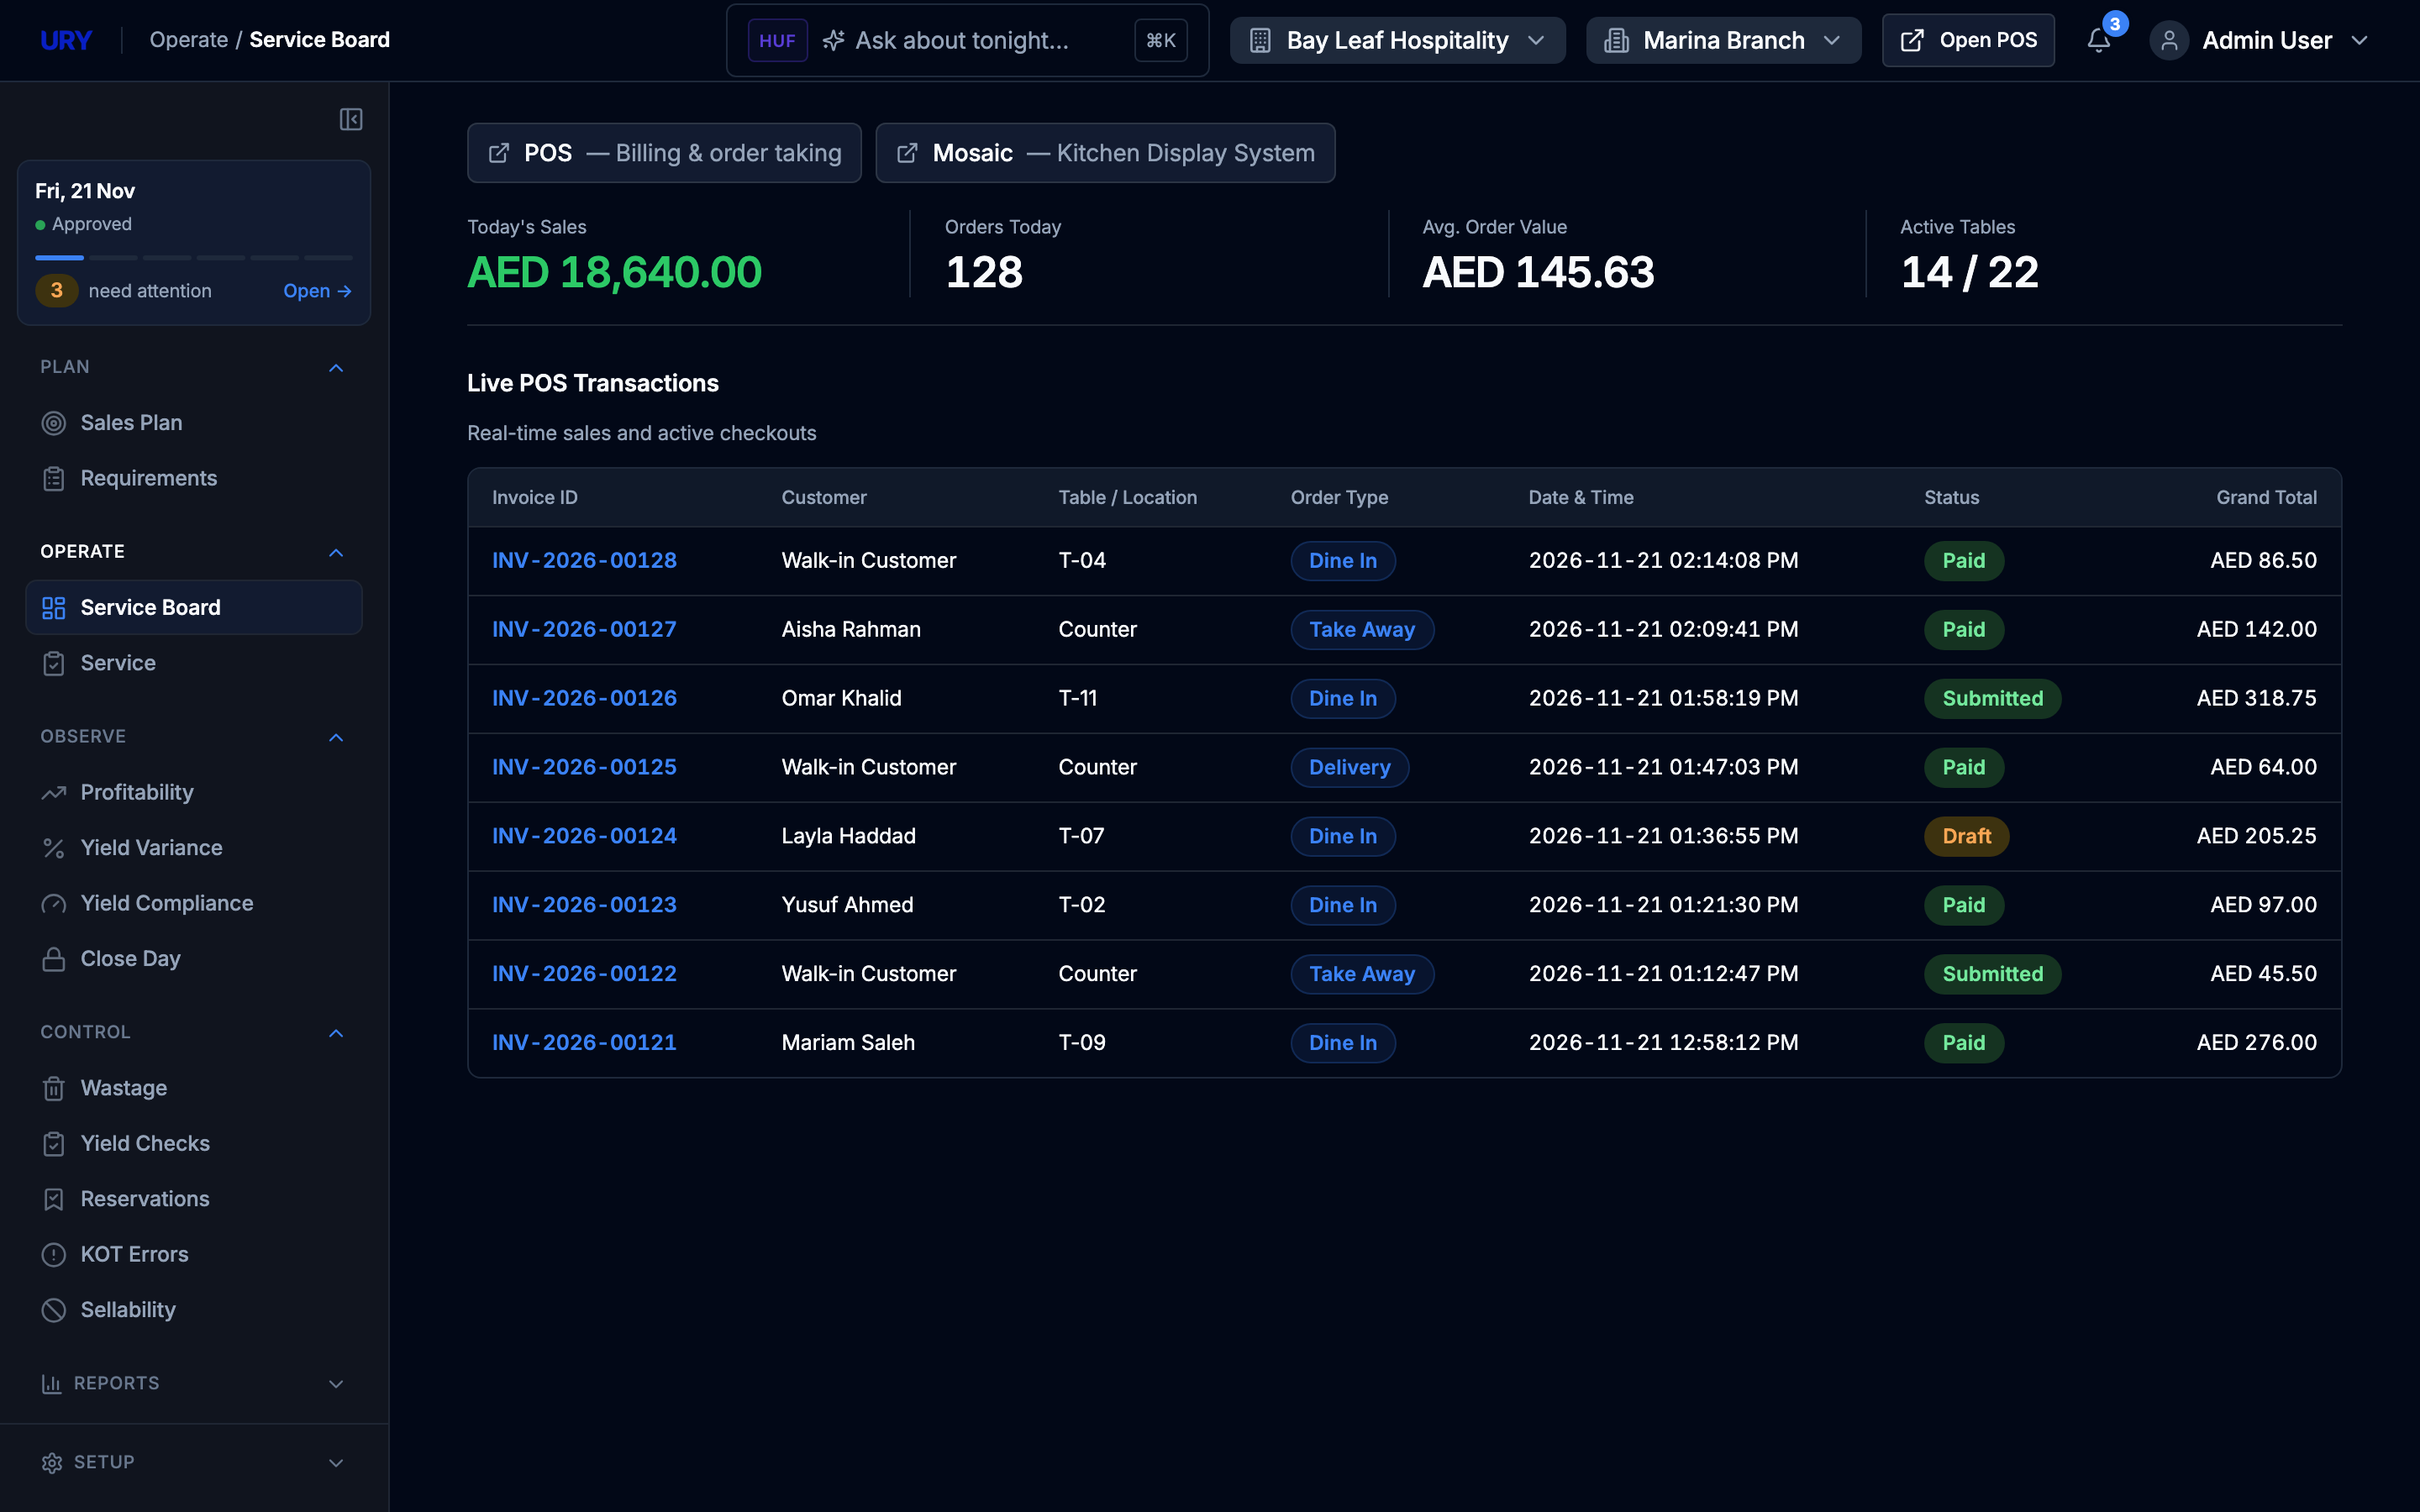 URY
Operate / Service Board
HUF Ask about tonight... ⌘K
Bay Leaf Hospitality
Marina Branch
Open POS
3
Admin User
Fri, 21 Nov
Approved
3 need attention Open →
PLAN
Sales Plan
Requirements
OPERATE
Service Board
Service
OBSERVE
Profitability
Yield Variance
Yield Compliance
Close Day
CONTROL
Wastage
Yield Checks
Reservations
KOT Errors
Sellability
REPORTS
SETUP
POS — Billing & order taking
Mosaic — Kitchen Display System
Today's Sales
AED 18,640.00
Orders Today
128
Avg. Order Value
AED 145.63
Active Tables
14 / 22
Live POS Transactions
Real-time sales and active checkouts
Invoice ID Customer Table / Location Order Type Date & Time Status Grand Total
INV-2026-00128 Walk-in Customer T-04 Dine In 2026-11-21 02:14:08 PM Paid AED 86.50
INV-2026-00127 Aisha Rahman Counter Take Away 2026-11-21 02:09:41 PM Paid AED 142.00
INV-2026-00126 Omar Khalid T-11 Dine In 2026-11-21 01:58:19 PM Submitted AED 318.75
INV-2026-00125 Walk-in Customer Counter Delivery 2026-11-21 01:47:03 PM Paid AED 64.00
INV-2026-00124 Layla Haddad T-07 Dine In 2026-11-21 01:36:55 PM Draft AED 205.25
INV-2026-00123 Yusuf Ahmed T-02 Dine In 2026-11-21 01:21:30 PM Paid AED 97.00
INV-2026-00122 Walk-in Customer Counter Take Away 2026-11-21 01:12:47 PM Submitted AED 45.50
INV-2026-00121 Mariam Saleh T-09 Dine In 2026-11-21 12:58:12 PM Paid AED 276.00